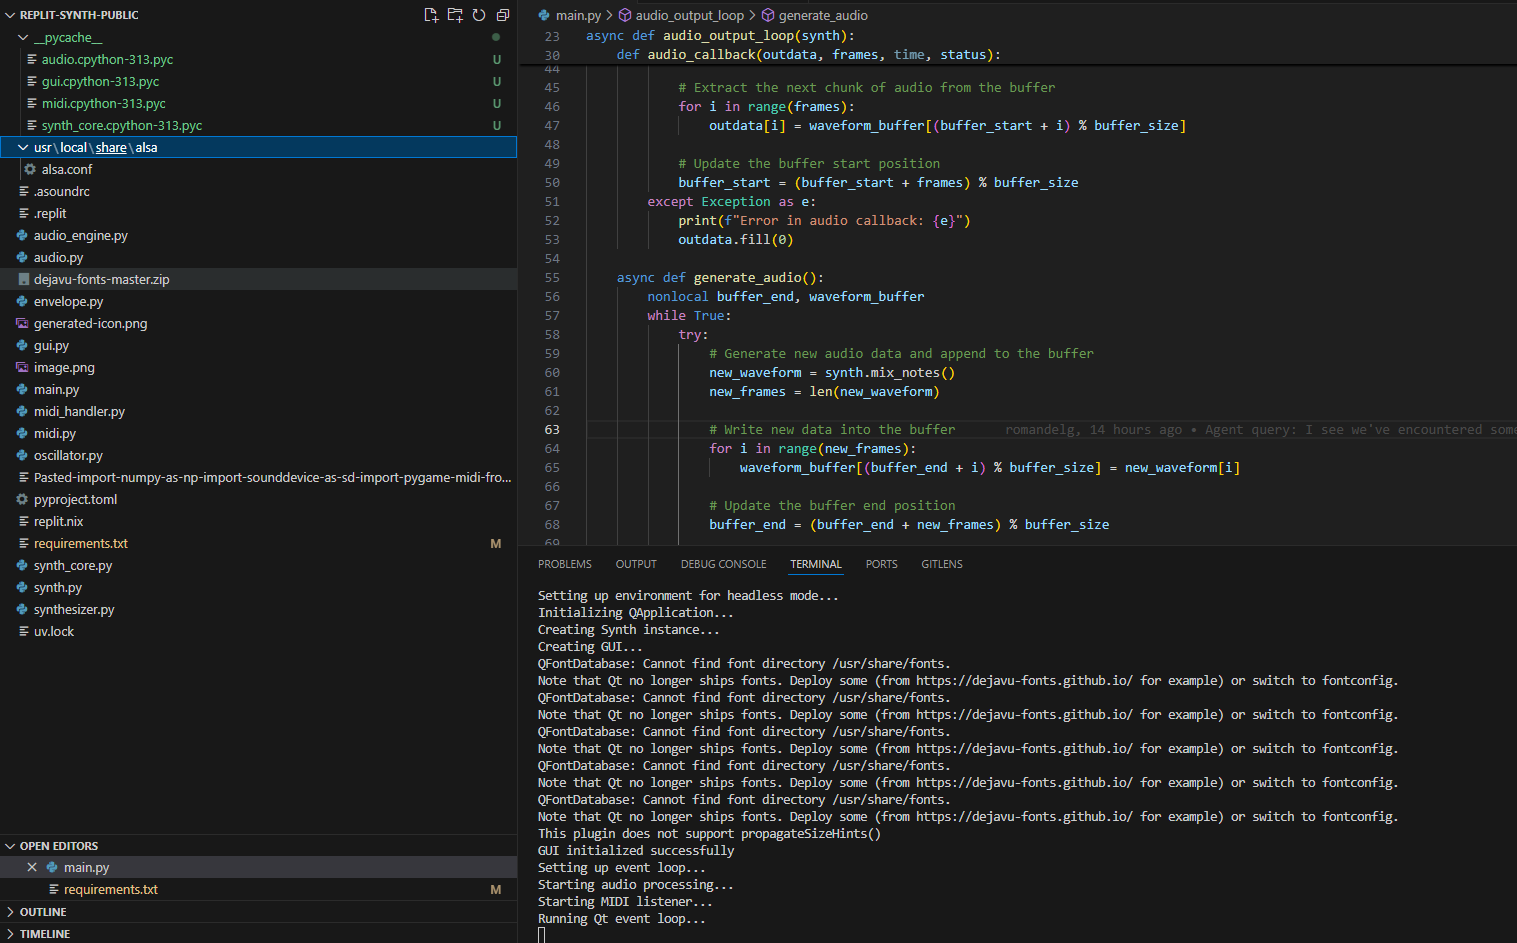 REPLIT-SYNTH-PUBLIC
__pycache__
audio.cpython-313.pyc U
gui.cpython-313.pyc U
midi.cpython-313.pyc U
synth_core.cpython-313.pyc U
usr\local\share\alsa
alsa.conf
.asoundrc
.replit
audio_engine.py
audio.py
dejavu-fonts-master.zip
envelope.py
generated-icon.png
gui.py
image.png
main.py
midi_handler.py
midi.py
oscillator.py
Pasted-import-numpy-as-np-import-sounddevice-as-sd-import-pygame-midi-fro...
pyproject.toml
replit.nix
requirements.txt M
synth_core.py
synth.py
synthesizer.py
uv.lock
OPEN EDITORS
main.py
requirements.txt M
OUTLINE
TIMELINE
main.py > audio_output_loop > generate_audio
23 async def audio_output_loop(synth):
30 def audio_callback(outdata, frames, time, status):
44
45 # Extract the next chunk of audio from the buffer
46 for i in range(frames):
47 outdata[i] = waveform_buffer[(buffer_start + i) % buffer_size]
48
49 # Update the buffer start position
50 buffer_start = (buffer_start + frames) % buffer_size
51 except Exception as e:
52 print(f"Error in audio callback: {e}")
53 outdata.fill(0)
54
55 async def generate_audio():
56 nonlocal buffer_end, waveform_buffer
57 while True:
58 try:
59 # Generate new audio data and append to the buffer
60 new_waveform = synth.mix_notes()
61 new_frames = len(new_waveform)
62
63 # Write new data into the buffer romandelg, 14 hours ago • Agent query: I see we've encountered some
64 for i in range(new_frames):
65 waveform_buffer[(buffer_end + i) % buffer_size] = new_waveform[i]
66
67 # Update the buffer end position
68 buffer_end = (buffer_end + new_frames) % buffer_size
69
PROBLEMS OUTPUT DEBUG CONSOLE TERMINAL PORTS GITLENS
Setting up environment for headless mode...
Initializing QApplication...
Creating Synth instance...
Creating GUI...
QFontDatabase: Cannot find font directory /usr/share/fonts.
Note that Qt no longer ships fonts. Deploy some (from https://dejavu-fonts.github.io/ for example) or switch to fontconfig.
QFontDatabase: Cannot find font directory /usr/share/fonts.
Note that Qt no longer ships fonts. Deploy some (from https://dejavu-fonts.github.io/ for example) or switch to fontconfig.
QFontDatabase: Cannot find font directory /usr/share/fonts.
Note that Qt no longer ships fonts. Deploy some (from https://dejavu-fonts.github.io/ for example) or switch to fontconfig.
QFontDatabase: Cannot find font directory /usr/share/fonts.
Note that Qt no longer ships fonts. Deploy some (from https://dejavu-fonts.github.io/ for example) or switch to fontconfig.
QFontDatabase: Cannot find font directory /usr/share/fonts.
Note that Qt no longer ships fonts. Deploy some (from https://dejavu-fonts.github.io/ for example) or switch to fontconfig.
This plugin does not support propagateSizeHints()
GUI initialized successfully
Setting up event loop...
Starting audio processing...
Starting MIDI listener...
Running Qt event loop...